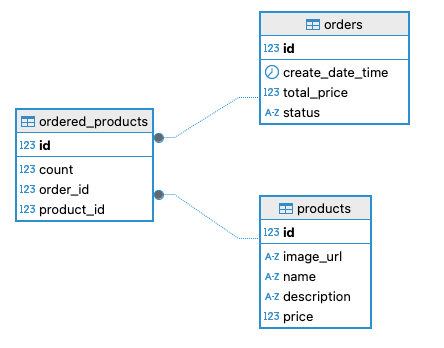 orders
123 id
create_date_time
123 total_price
A-Z status
ordered_products
123 id
123 count
123 order_id
123 product_id
products
123 id
A-Z image_url
A-Z name
A-Z description
123 price